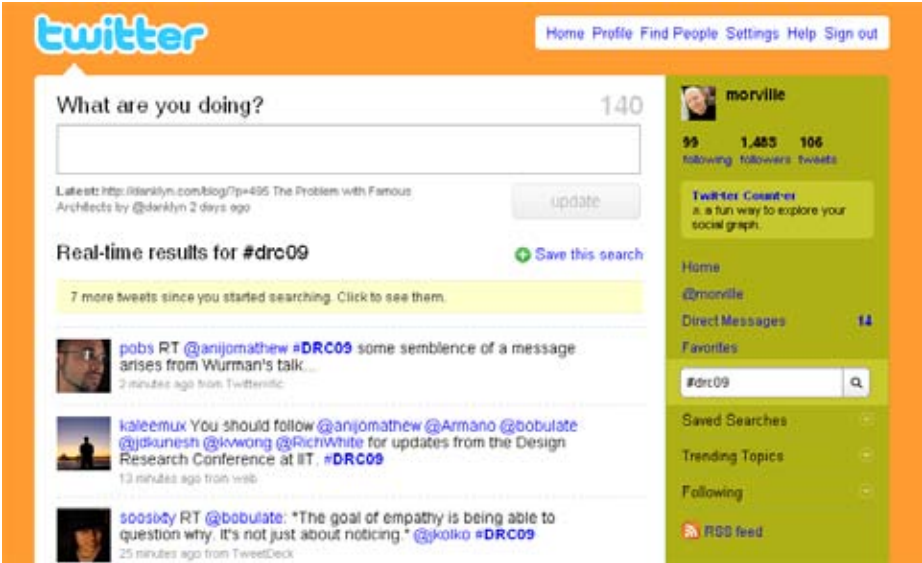 twitter
Home Profile Find People Settings Help Sign out
What are you doing?
140
Latest: http://danklyn.com/blog/?p=495 The Problem with Famous
Architects by @danklyn 2 days ago
update
Real-time results for #drc09
Save this search
7 more tweets since you started searching. Click to see them.
pobs RT @anijomathew #DRC09 some semblence of a message
arises from Wurman's talk...
2 minutes ago from Twitterrific
kaleemux You should follow @anijomathew @Armano @bobulate
@jdkunesh @kvwong @RichWhite for updates from the Design
Research Conference at IIT. #DRC09
13 minutes ago from web
soosixty RT @bobulate: "The goal of empathy is being able to
question why. It's not just about noticing." @jkolko #DRC09
25 minutes ago from TweetDeck
morville
99 1,483 106
following followers tweets
Twitter Counter
a fun way to explore your
social graph.
Home
@morville
Direct Messages 14
Favorites
#drc09
Saved Searches
Trending Topics
Following
RSS feed